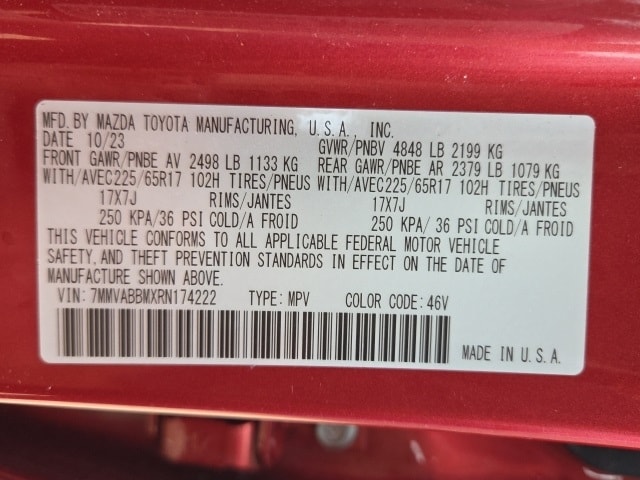 MFD. BY MAZDA TOYOTA MANUFACTURING, U.S.A., INC.
DATE 10/23 GVWR/PNBV 4848 LB 2199 KG
FRONT GAWR/PNBE AV 2498 LB 1133 KG REAR GAWR/PNBE AR 2379 LB 1079 KG
WITH/AVEC225/65R17 102H TIRES/PNEUS WITH/AVEC225/65R17 102H TIRES/PNEUS
17X7J RIMS/JANTES 17X7J RIMS/JANTES
250 KPA/36 PSI COLD/A FROID 250 KPA/36 PSI COLD/A FROID
THIS VEHICLE CONFORMS TO ALL APPLICABLE FEDERAL MOTOR VEHICLE
SAFETY, AND THEFT PREVENTION STANDARDS IN EFFECT ON THE DATE OF
MANUFACTURE SHOWN ABOVE.
VIN: 7MMVABBMXRN174222 TYPE: MPV COLOR CODE: 46V
MADE IN U.S.A.